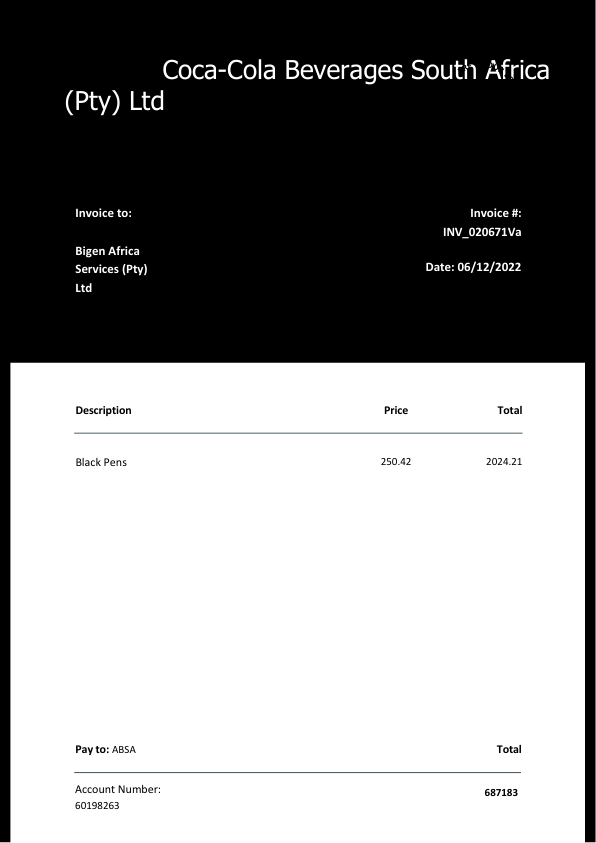 Coca-Cola Beverages South Africa
(Pty) Ltd
Invoice to:
Bigen Africa
Services (Pty)
Ltd
Invoice #:
INV_020671Va
Date: 06/12/2022
Description Price Total
Black Pens 250.42 2024.21
Pay to: ABSA Total
Account Number:
60198263
687183